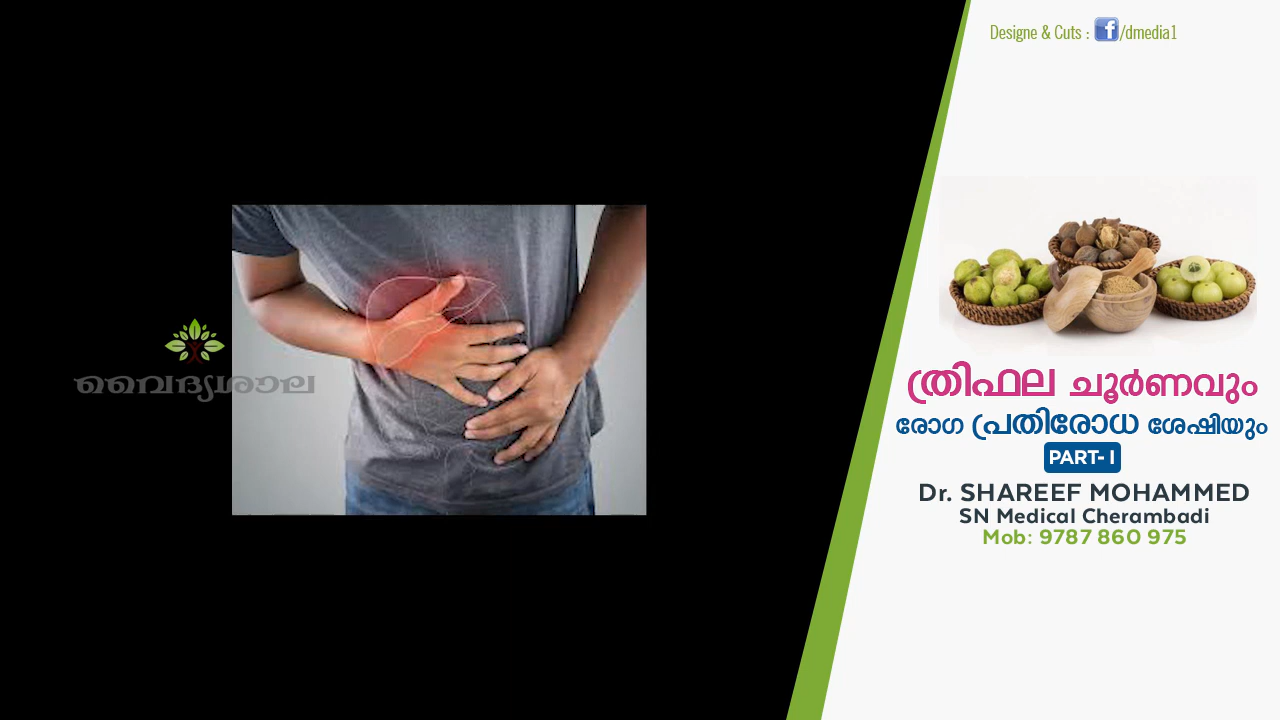 Designe & Cuts : f/dmedia1
വൈദ്യശാല
ത്രിഫല ചൂർണവും
രോഗ പ്രതിരോധ ശേഷിയും
PART- I
Dr. SHAREEF MOHAMMED
SN Medical Cherambadi
Mob: 9787 860 975